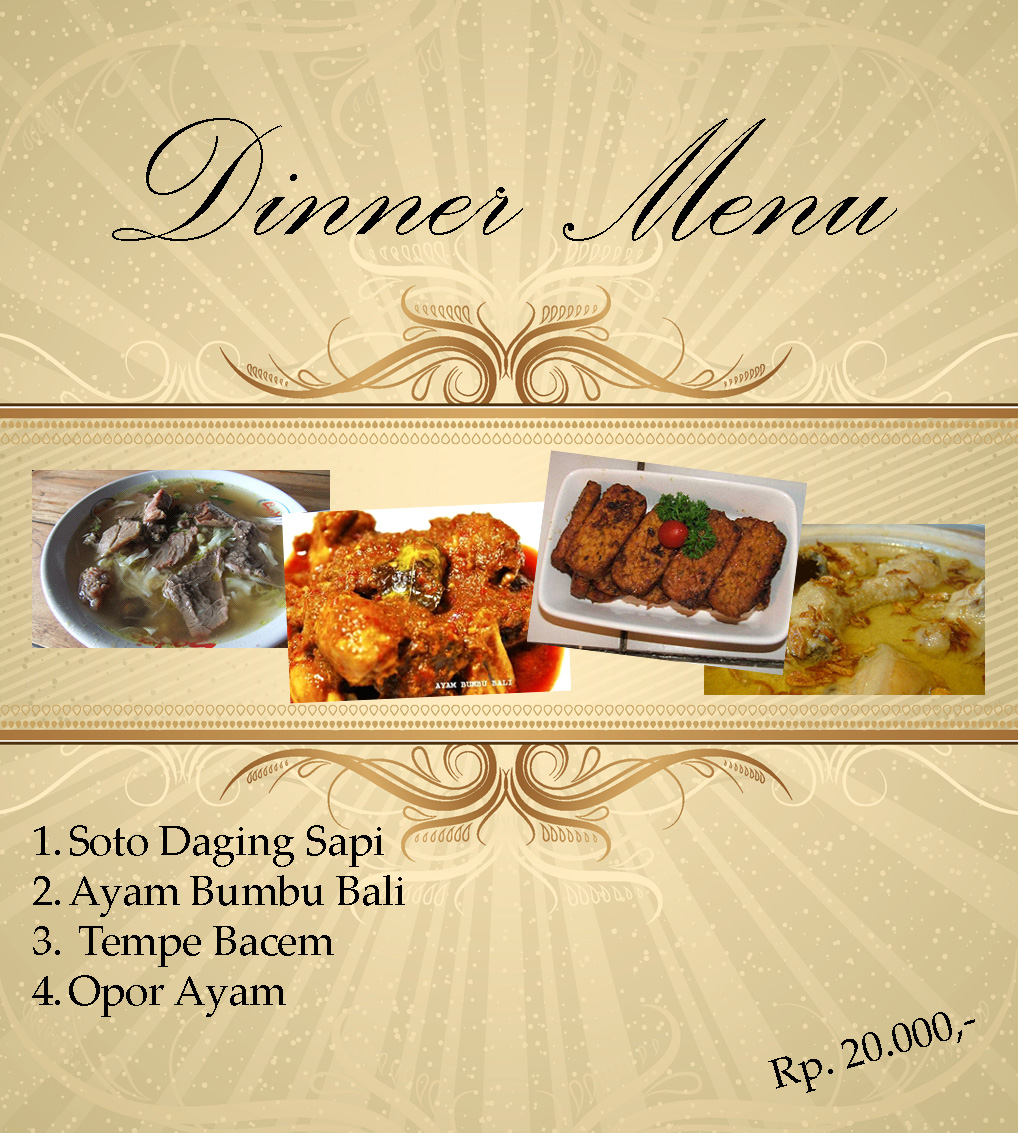 Dinner Menu
AYAM BUMBU BALI
1. Soto Daging Sapi
2. Ayam Bumbu Bali
3. Tempe Bacem
4. Opor Ayam
Rp. 20.000,-